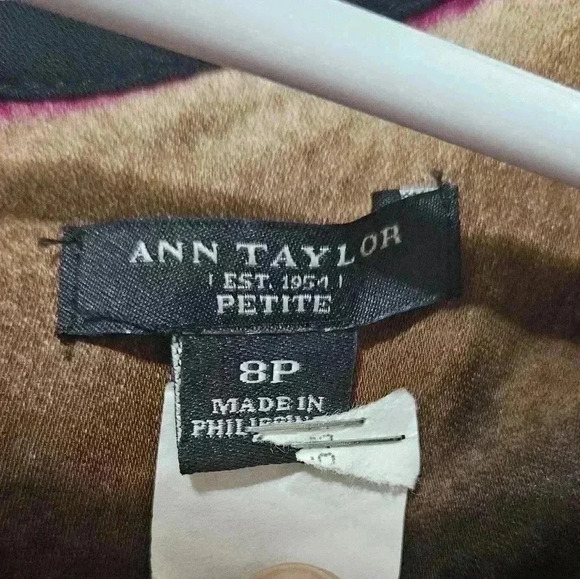 ANN TAYLOR
EST. 1954
PETITE
8P
MADE IN